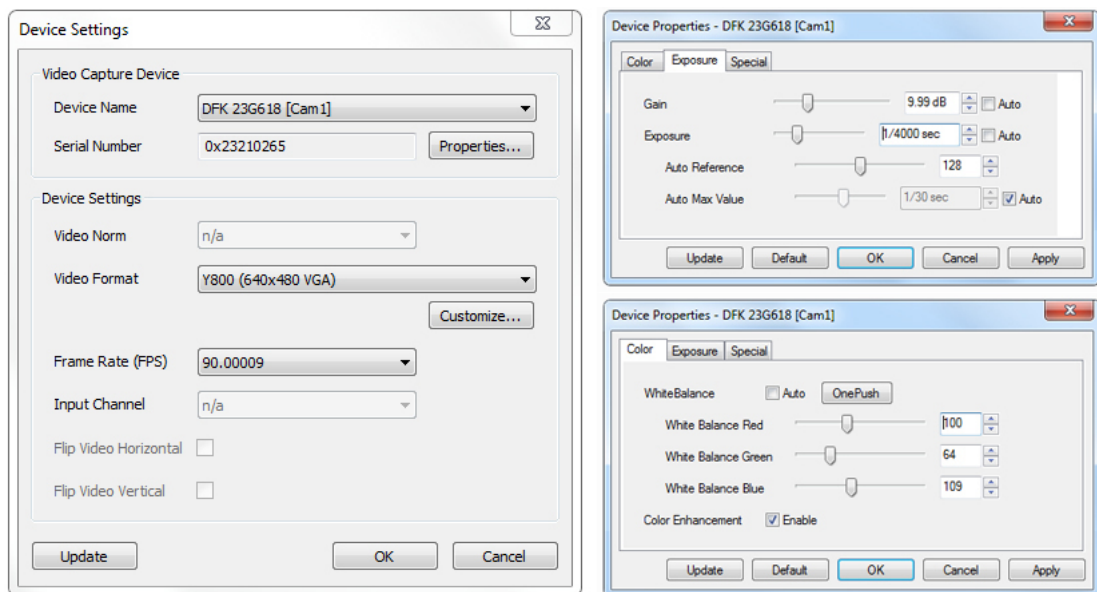 Device Settings
Video Capture Device
Device Name DFK 23G618 [Cam1]
Serial Number 0x23210265 Properties...
Device Settings
Video Norm n/a
Video Format Y800 (640x480 VGA)
Customize...
Frame Rate (FPS) 90.00009
Input Channel n/a
Flip Video Horizontal
Flip Video Vertical
Update OK Cancel
Device Properties - DFK 23G618 [Cam1]
Color Exposure Special
Gain 9.99 dB Auto
Exposure 1/4000 sec Auto
Auto Reference 128
Auto Max Value 1/30 sec Auto
Update Default OK Cancel Apply
Device Properties - DFK 23G618 [Cam1]
Color Exposure Special
WhiteBalance Auto OnePush
White Balance Red 100
White Balance Green 64
White Balance Blue 109
Color Enhancement Enable
Update Default OK Cancel Apply